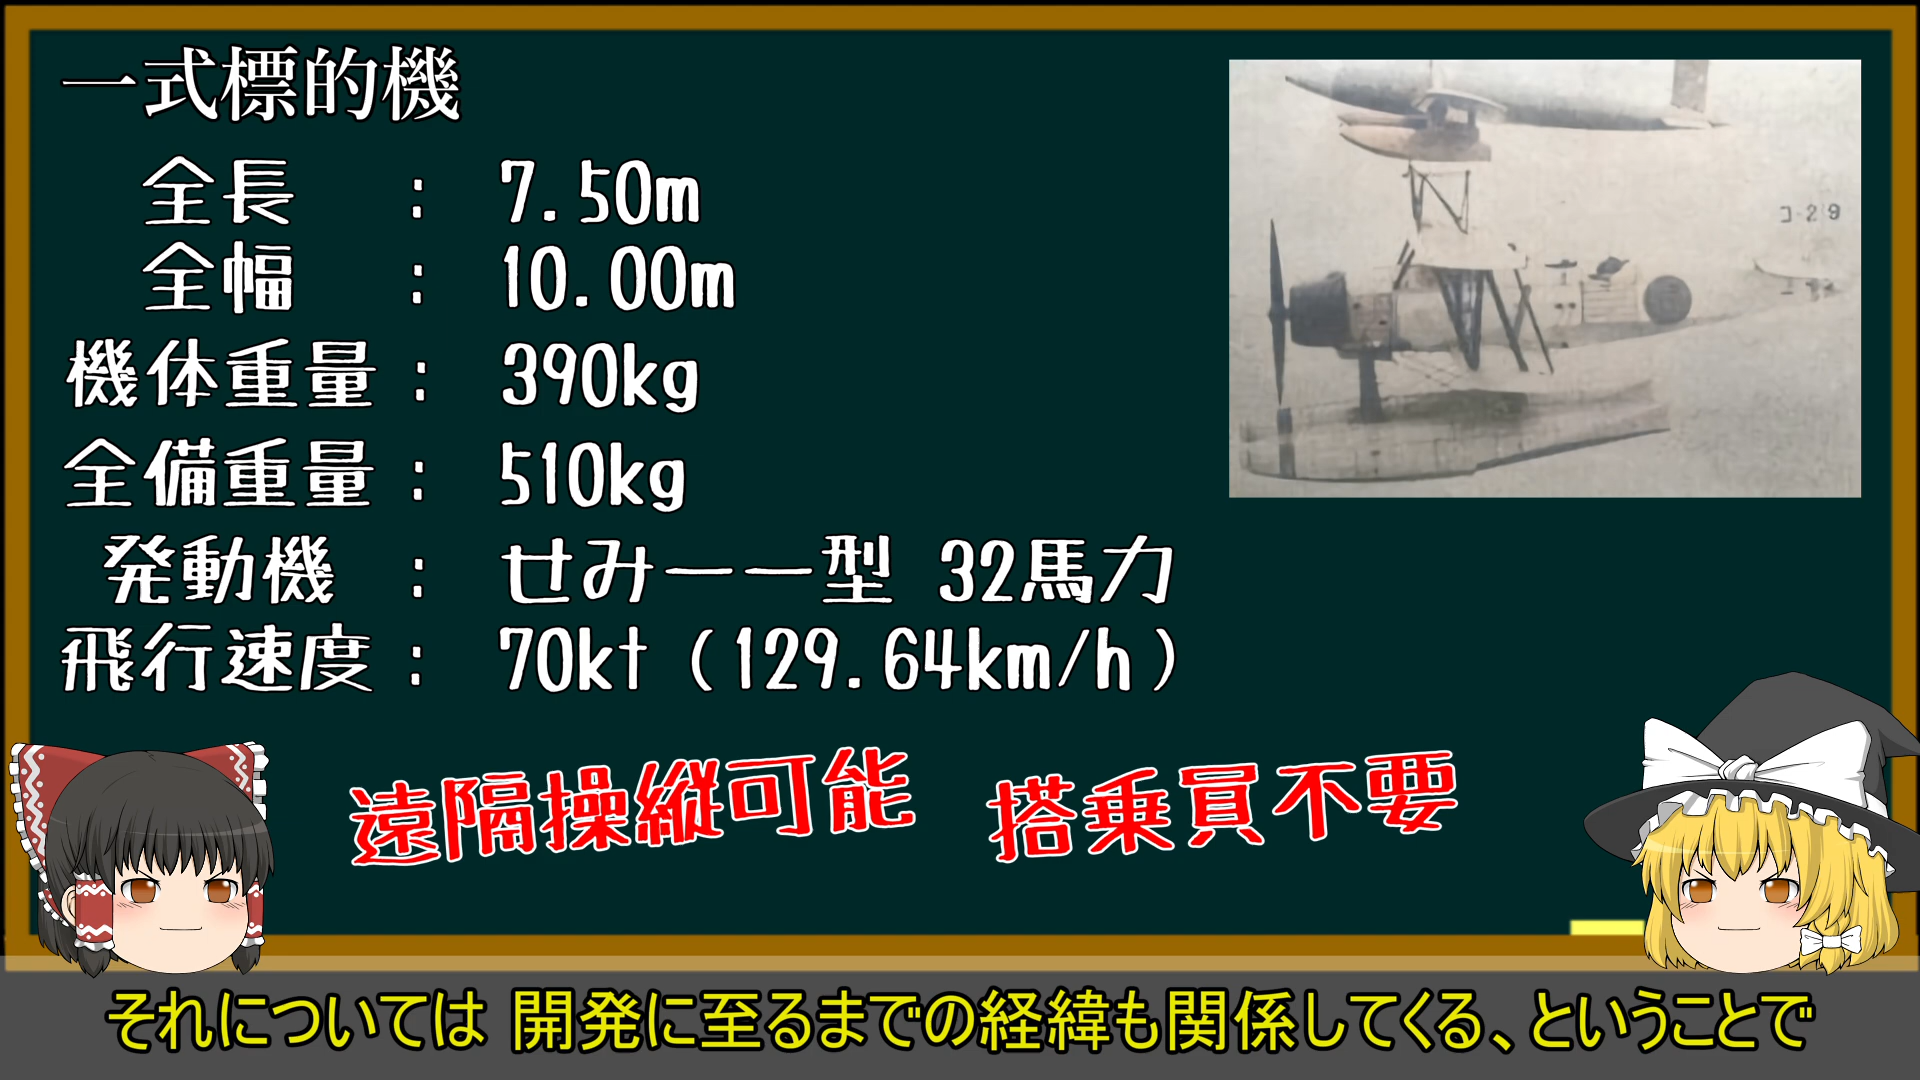 一式標的機
全長 : 7.50m
全幅 : 10.00m
機体重量 : 390kg
全備重量 : 510kg
発動機 : せみ一一型 32馬力
飛行速度 : 70kt (129.64km/h)
コ-29
遠隔操縦可能 搭乗員不要
それについては 開発に至るまでの経緯も関係してくる、ということで